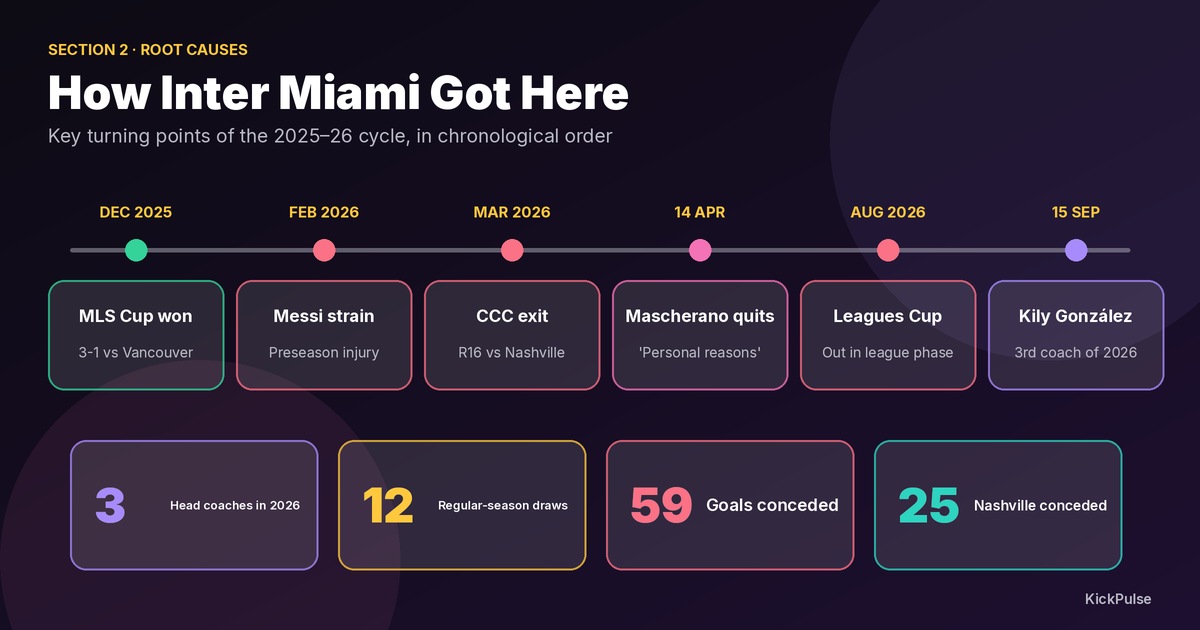 SECTION 2 · ROOT CAUSES
How Inter Miami Got Here
Key turning points of the 2025–26 cycle, in chronological order
DEC 2025
FEB 2026
MAR 2026
14 APR
AUG 2026
15 SEP
MLS Cup won
3-1 vs Vancouver
Messi strain
Preseason injury
CCC exit
R16 vs Nashville
Mascherano quits
'Personal reasons'
Leagues Cup
Out in league phase
Kily González
3rd coach of 2026
3 Head coaches in 2026
12 Regular-season draws
59 Goals conceded
25 Nashville conceded
KickPulse